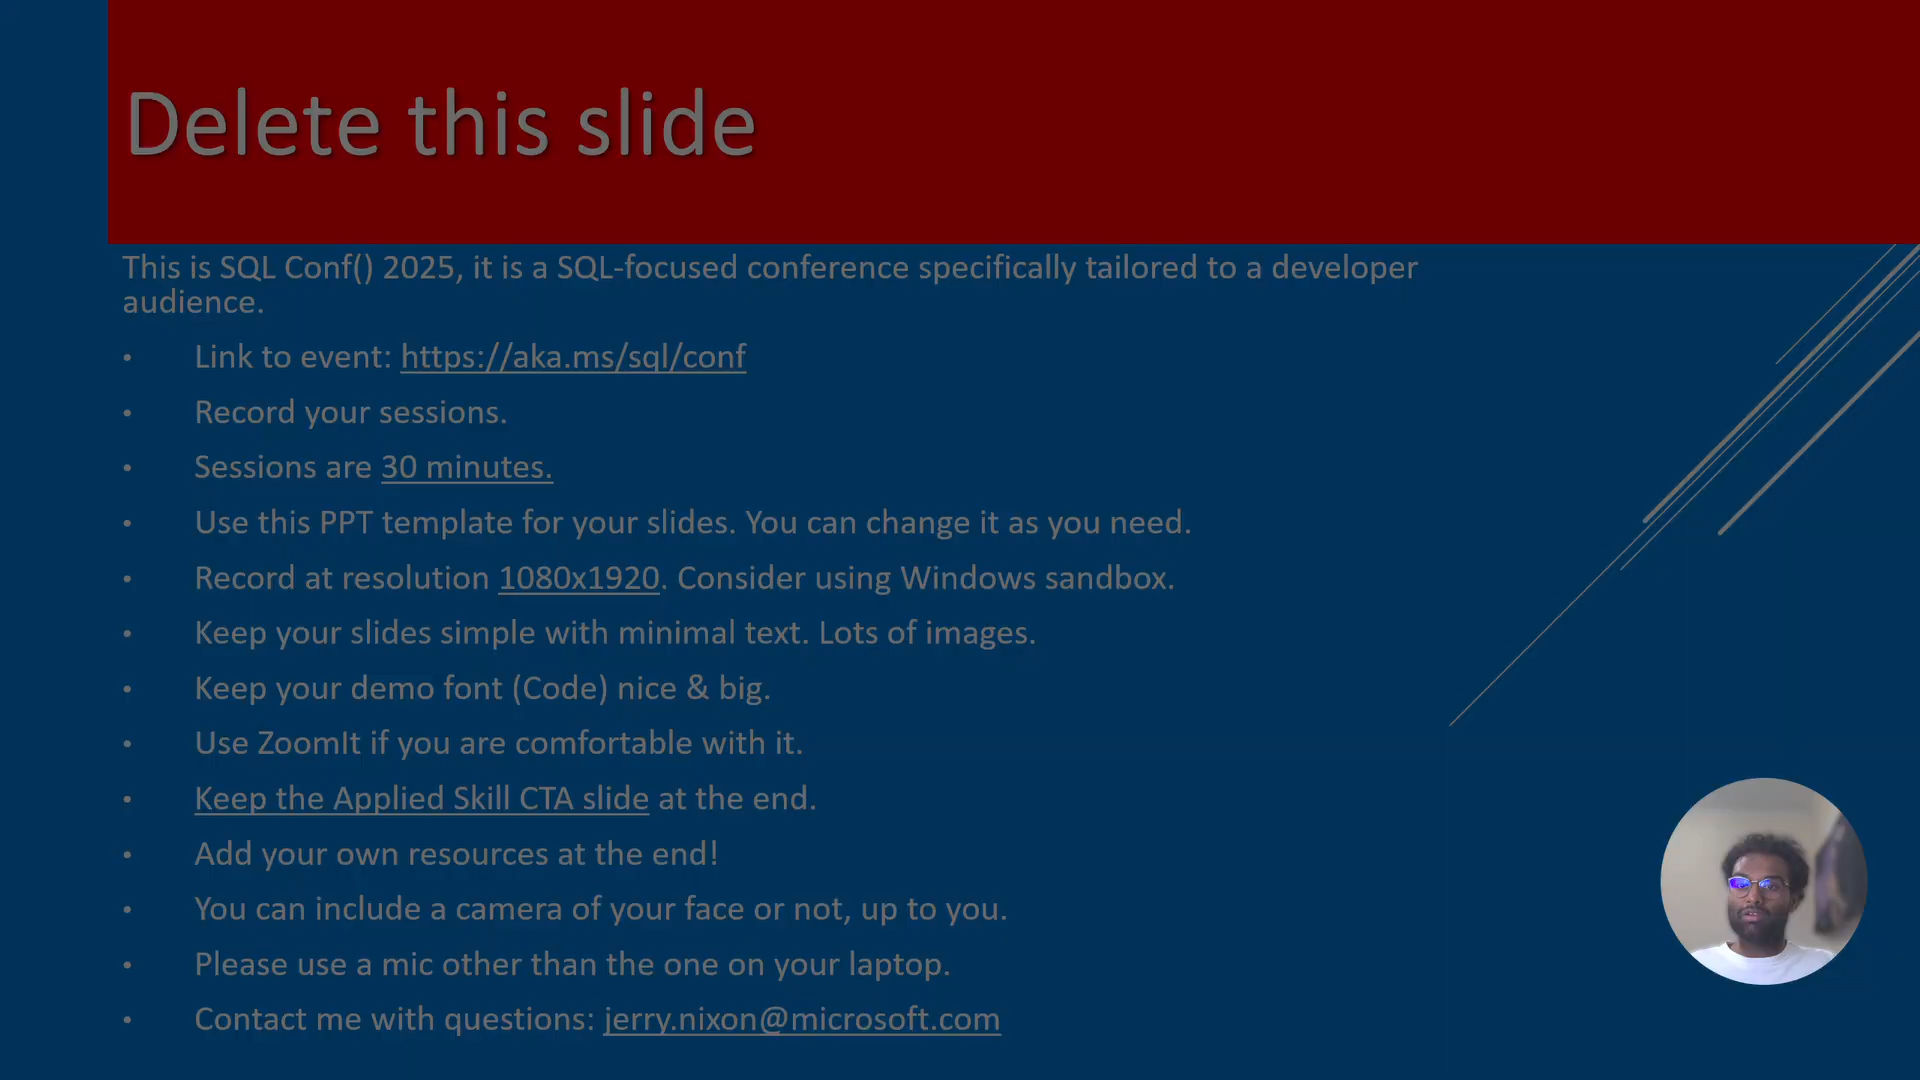 Delete this slide
This is SQL Conf() 2025, it is a SQL-focused conference specifically tailored to a developer
audience.
• Link to event: https://aka.ms/sql/conf
• Record your sessions.
• Sessions are 30 minutes.
• Use this PPT template for your slides. You can change it as you need.
• Record at resolution 1080x1920. Consider using Windows sandbox.
• Keep your slides simple with minimal text. Lots of images.
• Keep your demo font (Code) nice & big.
• Use ZoomIt if you are comfortable with it.
• Keep the Applied Skill CTA slide at the end.
• Add your own resources at the end!
• You can include a camera of your face or not, up to you.
• Please use a mic other than the one on your laptop.
• Contact me with questions: jerry.nixon@microsoft.com